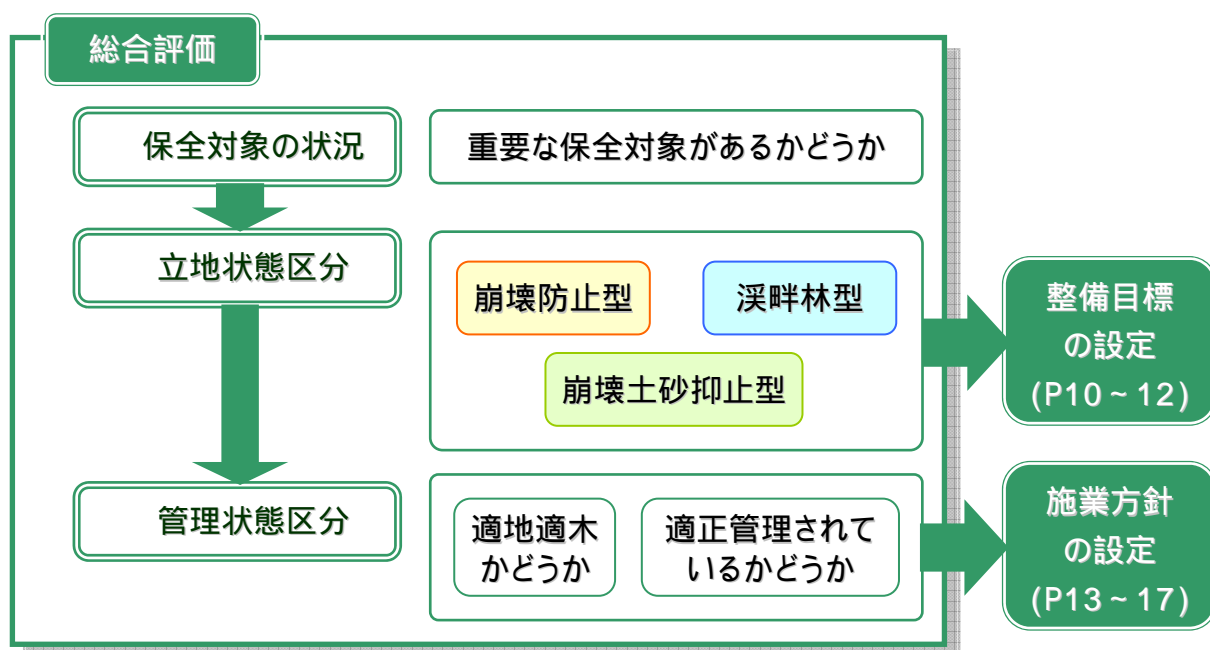 総合評価
保全対象の状況
重要な保全対象があるかどうか
立地状態区分
崩壊防止型
渓畔林型
崩壊土砂抑止型
整備目標
の設定
(P10~12)
管理状態区分
適地適木
かどうか
適正管理されて
いるかどうか
施業方針
の設定
(P13~17)